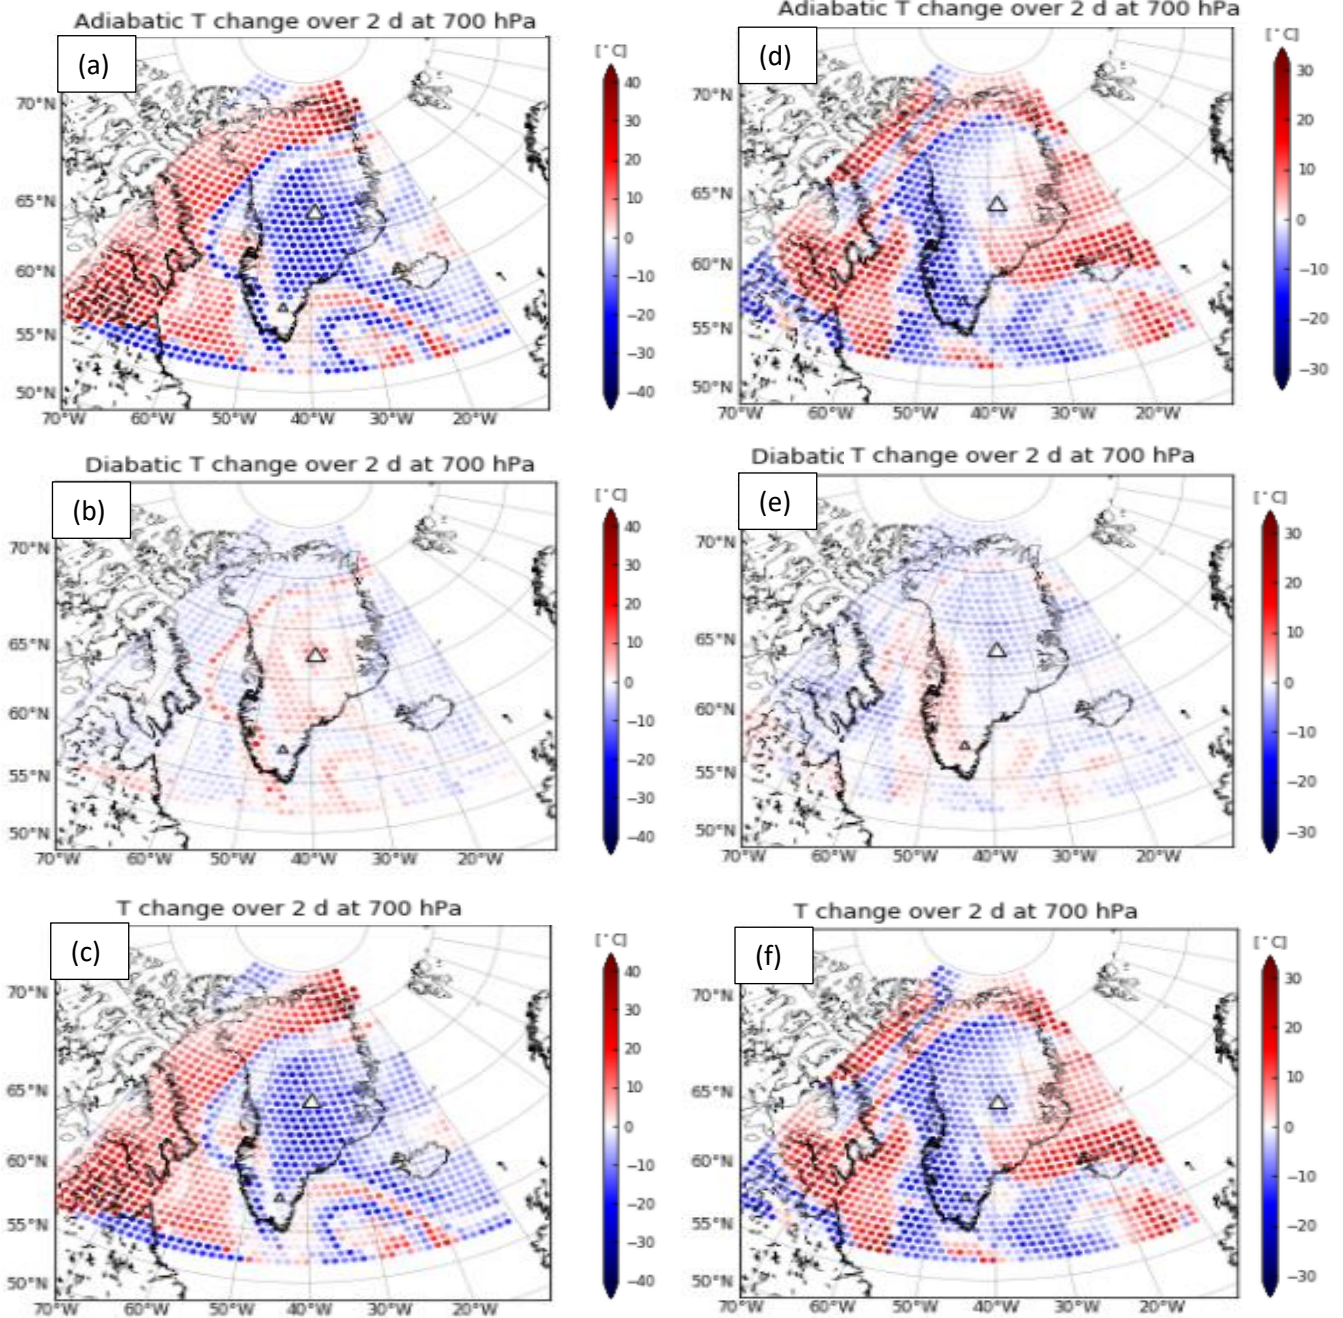 Adiabatic T change over 2 d at 700 hPa
(a)
[°C]
40
30
20
10
0
−10
−20
−30
−40
70°N
65°N
60°N
55°N
50°N
70°W 60°W 50°W 40°W 30°W 20°W
Adiabatic T change over 2 d at 700 hPa
(d)
[°C]
30
20
10
0
−10
−20
−30
70°N
65°N
60°N
55°N
50°N
70°W 60°W 50°W 40°W 30°W 20°W
Diabatic T change over 2 d at 700 hPa
(b)
[°C]
40
30
20
10
0
−10
−20
−30
−40
70°N
65°N
60°N
55°N
50°N
70°W 60°W 50°W 40°W 30°W 20°W
Diabatic T change over 2 d at 700 hPa
(e)
[°C]
30
20
10
0
−10
−20
−30
70°N
65°N
60°N
55°N
50°N
70°W 60°W 50°W 40°W 30°W 20°W
T change over 2 d at 700 hPa
(c)
[°C]
40
30
20
10
0
−10
−20
−30
−40
70°N
65°N
60°N
55°N
50°N
70°W 60°W 50°W 40°W 30°W 20°W
T change over 2 d at 700 hPa
(f)
[°C]
30
20
10
0
−10
−20
−30
70°N
65°N
60°N
55°N
50°N
70°W 60°W 50°W 40°W 30°W 20°W